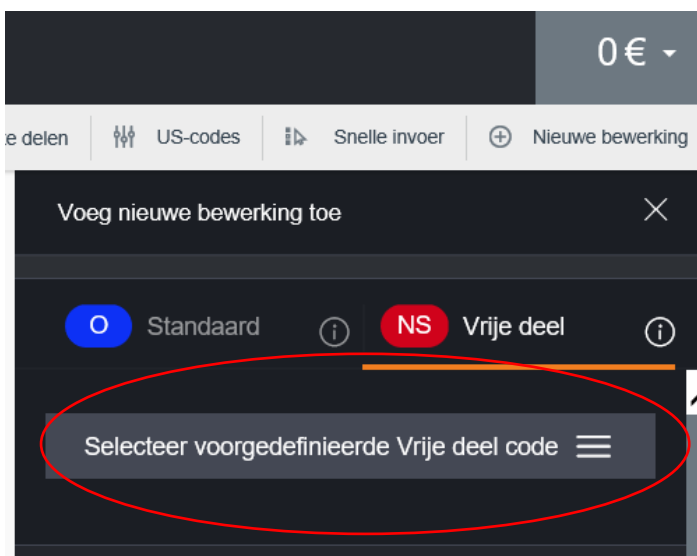 0 €
te delen US-codes Snelle invoer Nieuwe bewerking
Voeg nieuwe bewerking toe
O Standaard NS Vrije deel
Selecteer voorgedefinieerde Vrije deel code